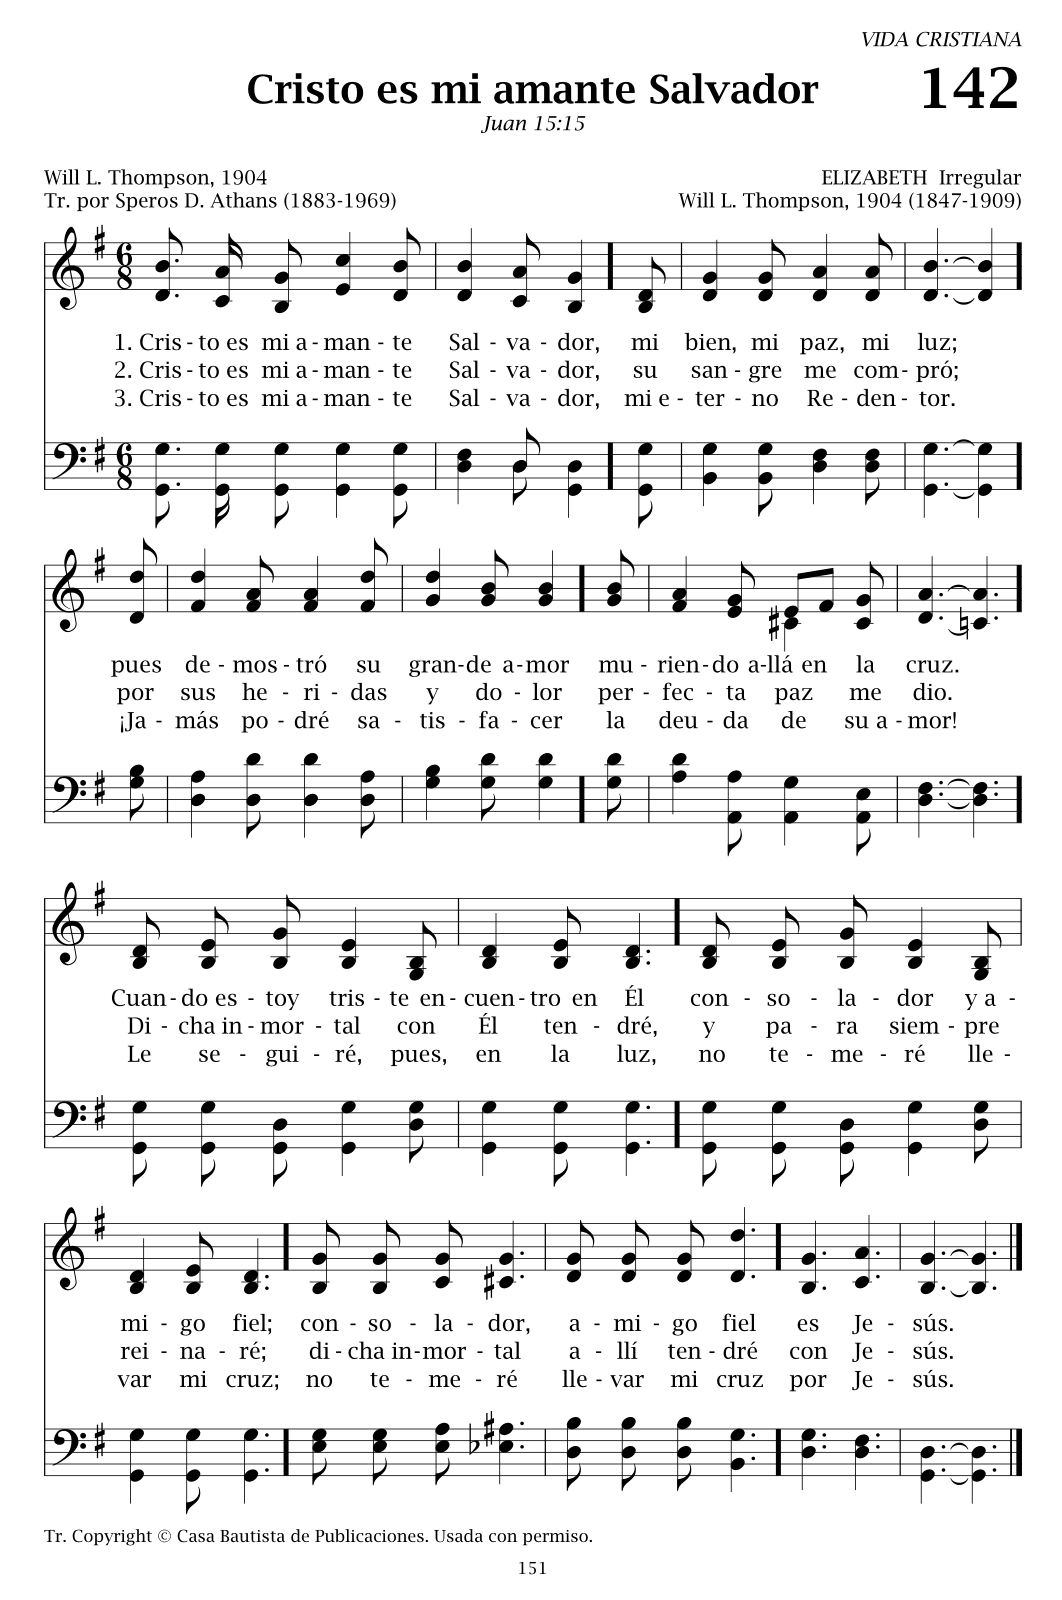 VIDA CRISTIANA
Cristo es mi amante Salvador
142
Juan 15:15
Will L. Thompson, 1904
ELIZABETH Irregular
Tr. por Speros D. Athans (1883-1969)
Will L. Thompson, 1904 (1847-1909)
1. Cris - to es mi a - man - te Sal - va - dor, mi bien, mi paz, mi luz;
2. Cris - to es mi a - man - te Sal - va - dor, su san - gre me com - pró;
3. Cris - to es mi a - man - te Sal - va - dor, mi e - ter - no Re - den - tor.
pues de - mos - tró su gran - de a - mor mu - rien - do a - llá en la cruz.
por sus he - ri - das y do - lor per - fec - ta paz me dio.
¡Ja - más po - dré sa - tis - fa - cer la deu - da de su a - mor!
Cuan - do es - toy tris - te en - cuen - tro en Él con - so - la - dor y a -
Di - cha in - mor - tal con Él ten - dré, y pa - ra siem - pre
Le se - gui - ré, pues, en la luz, no te - me - ré lle -
mi - go fiel; con - so - la - dor, a - mi - go fiel es Je - sús.
rei - na - ré; di - cha in - mor - tal a - llí ten - dré con Je - sús.
var mi cruz; no te - me - ré lle - var mi cruz por Je - sús.
Tr. Copyright © Casa Bautista de Publicaciones. Usada con permiso.
151